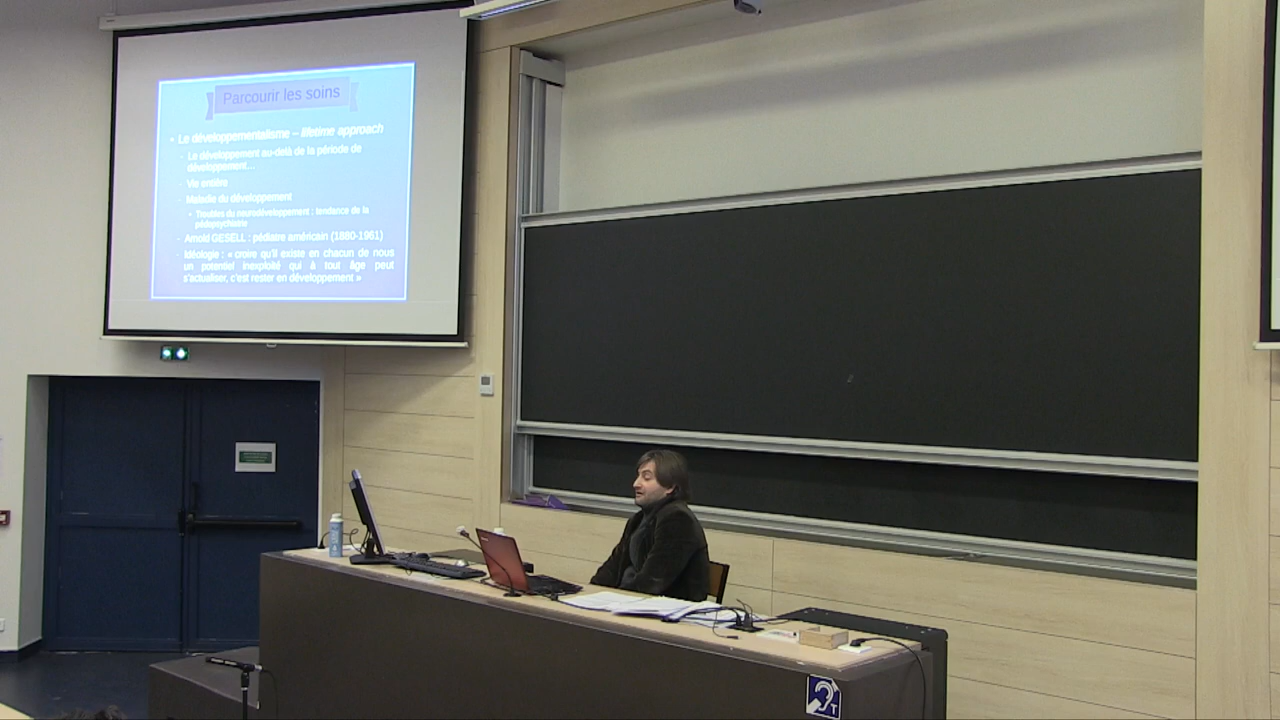 Parcourir les soins
• Le développementalisme – lifetime approach
- Le développement au-delà de la période de
développement...
- Vie entière
- Maladie du développement
• Troubles du neurodéveloppement : tendance de la
pédopsychiatrie
- Arnold GESELL : pédiatre américain (1880-1961)
- Idéologie : « croire qu'il existe en chacun de nous
un potentiel inexploité qui à tout âge peut
s'actualiser, c'est rester en développement »
T